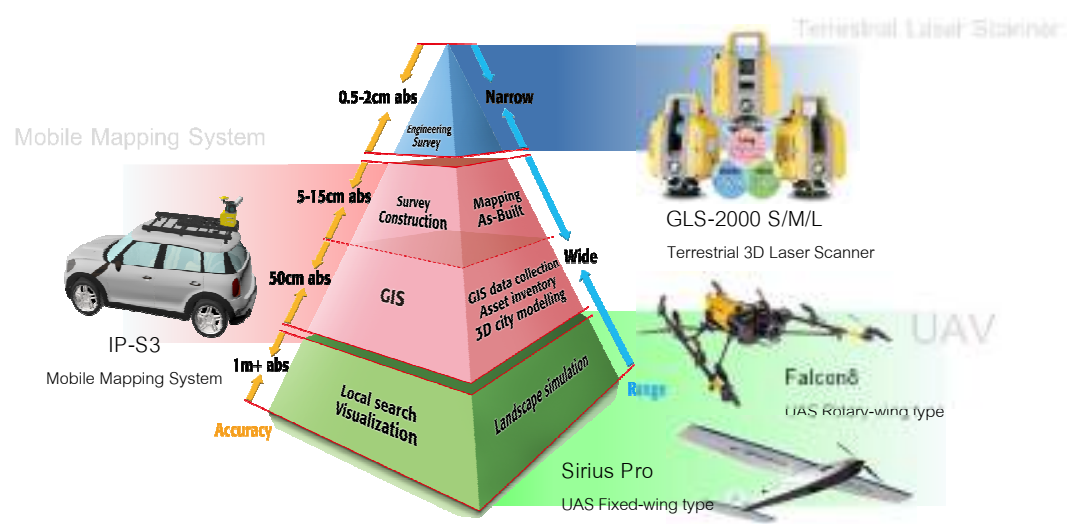 Terrestrial Laser Scanner
0.5-2cm abs
Narrow
Engineering
Survey
Mobile Mapping System
5-15cm abs
Survey
Construction
Mapping
As-Built
GLS-2000 S/M/L
Terrestrial 3D Laser Scanner
Wide
50cm abs
GIS
GIS data collection
Asset inventory
3D city modelling
UAV
IP-S3
Mobile Mapping System
1m+ abs
Local search
Visualization
Landscape simulation
Range
Falcon8
UAS Rotary-wing type
Accuracy
Sirius Pro
UAS Fixed-wing type